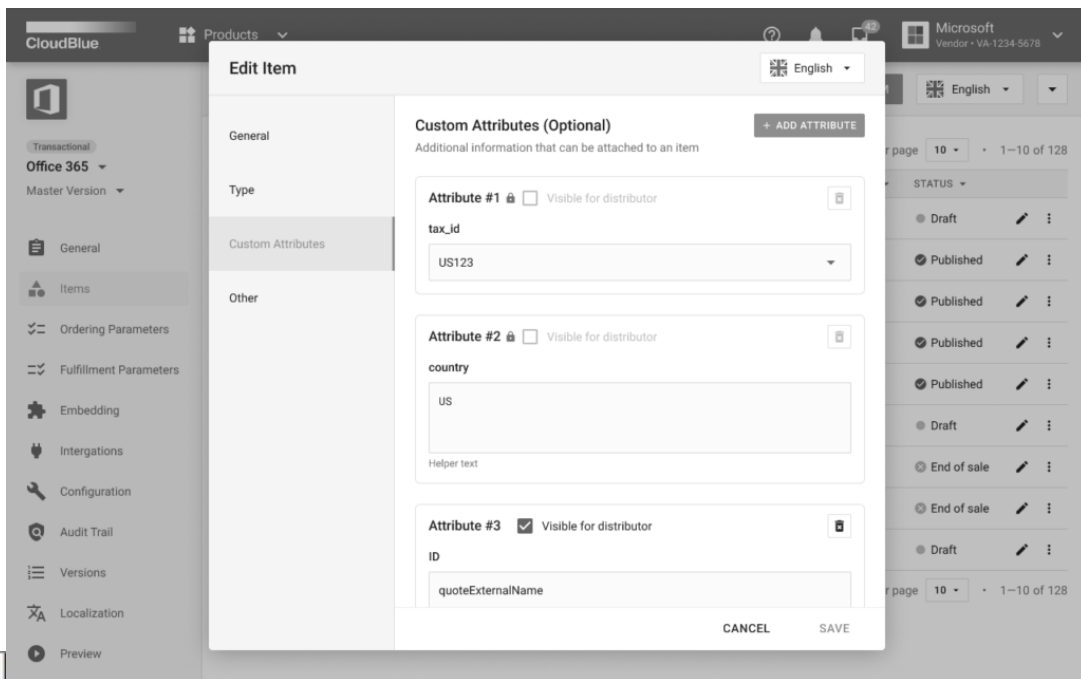 CloudBlue
Products
42
Microsoft
Vendor • VA-1234-5678
Edit Item
English
English
Transactional
Office 365
Master Version
General
Items
Ordering Parameters
Fulfillment Parameters
Embedding
Intergations
Configuration
Audit Trail
Versions
Localization
Preview
General
Type
Custom Attributes
Other
Custom Attributes (Optional)
+ ADD ATTRIBUTE
Additional information that can be attached to an item
Attribute #1 Visible for distributor
tax_id
US123
Attribute #2 Visible for distributor
country
US
Helper text
Attribute #3 Visible for distributor
ID
quoteExternalName
CANCEL SAVE
page 10 • 1–10 of 128
STATUS
Draft
Published
Published
Published
Published
Draft
End of sale
End of sale
Draft
page 10 • 1–10 of 128